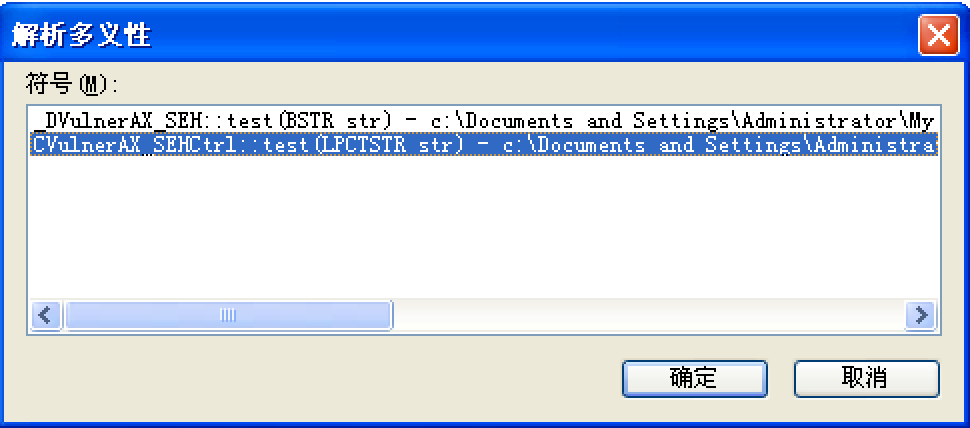 解析多义性
符号(M):
_DVulnerAX_SEH::test(BSTR str) - c:\Documents and Settings\Administrator\My
CVulnerAX_SEHCtrl::test(LPCTSTR str) - c:\Documents and Settings\Administra
确定
取消